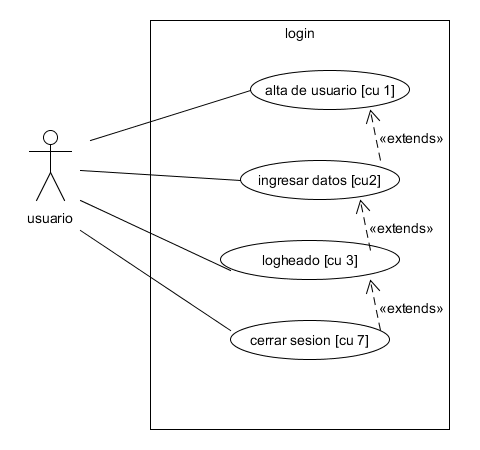 login
alta de usuario [cu 1]
«extends»
ingresar datos [cu2]
usuario
«extends»
logheado [cu 3]
«extends»
cerrar sesion [cu 7]